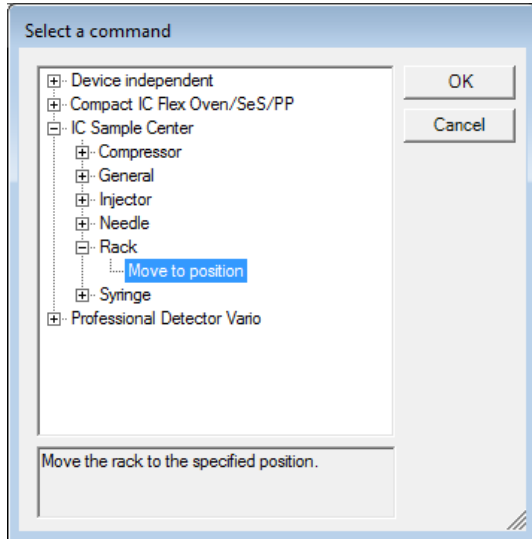 Select a command
Device independent
Compact IC Flex Oven/SeS/PP
IC Sample Center
Compressor
General
Injector
Needle
Rack
Move to position
Syringe
Professional Detector Vario
OK
Cancel
Move the rack to the specified position.